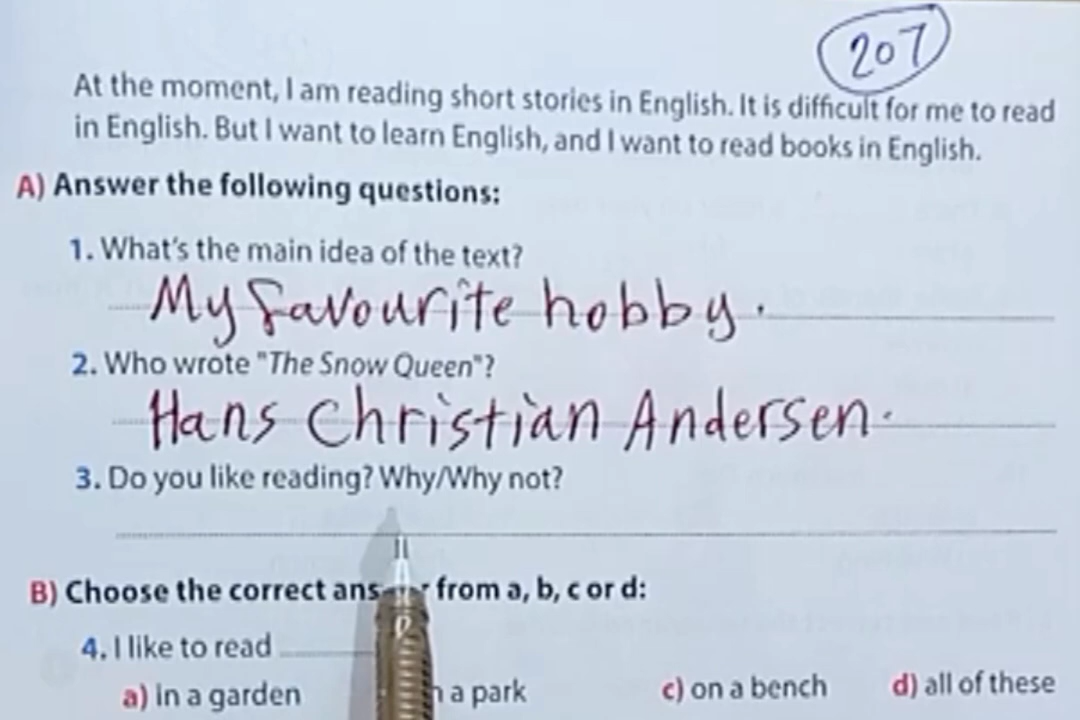 207
At the moment, I am reading short stories in English. It is difficult for me to read
in English. But I want to learn English, and I want to read books in English.
A) Answer the following questions:
1. What's the main idea of the text?
My favourite hobby.
2. Who wrote "The Snow Queen"?
Hans Christian Andersen.
3. Do you like reading? Why/Why not?
B) Choose the correct from a, b, c or d:
4. I like to read
a) in a garden a park c) on a bench d) all of these